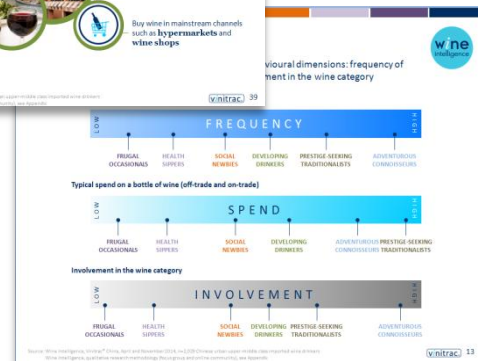 Buy wine in mainstream channels
such as hypermarkets and
wine shops
vinitrac. 39
wine
intelligence
vioural dimensions: frequency of
ment in the wine category
LOW FREQUENCY HIGH
FRUGAL OCCASIONALS
HEALTH SIPPERS
SOCIAL NEWBIES
DEVELOPING DRINKERS
PRESTIGE-SEEKING TRADITIONALISTS
ADVENTUROUS CONNOISSEURS
Typical spend on a bottle of wine (off-trade and on-trade)
LOW SPEND HIGH
FRUGAL OCCASIONALS
HEALTH SIPPERS
SOCIAL NEWBIES
DEVELOPING DRINKERS
ADVENTUROUS CONNOISSEURS
PRESTIGE-SEEKING TRADITIONALISTS
Involvement in the wine category
LOW INVOLVEMENT HIGH
FRUGAL OCCASIONALS
HEALTH SIPPERS
SOCIAL NEWBIES
DEVELOPING DRINKERS
PRESTIGE-SEEKING TRADITIONALISTS
ADVENTUROUS CONNOISSEURS
vinitrac. 13